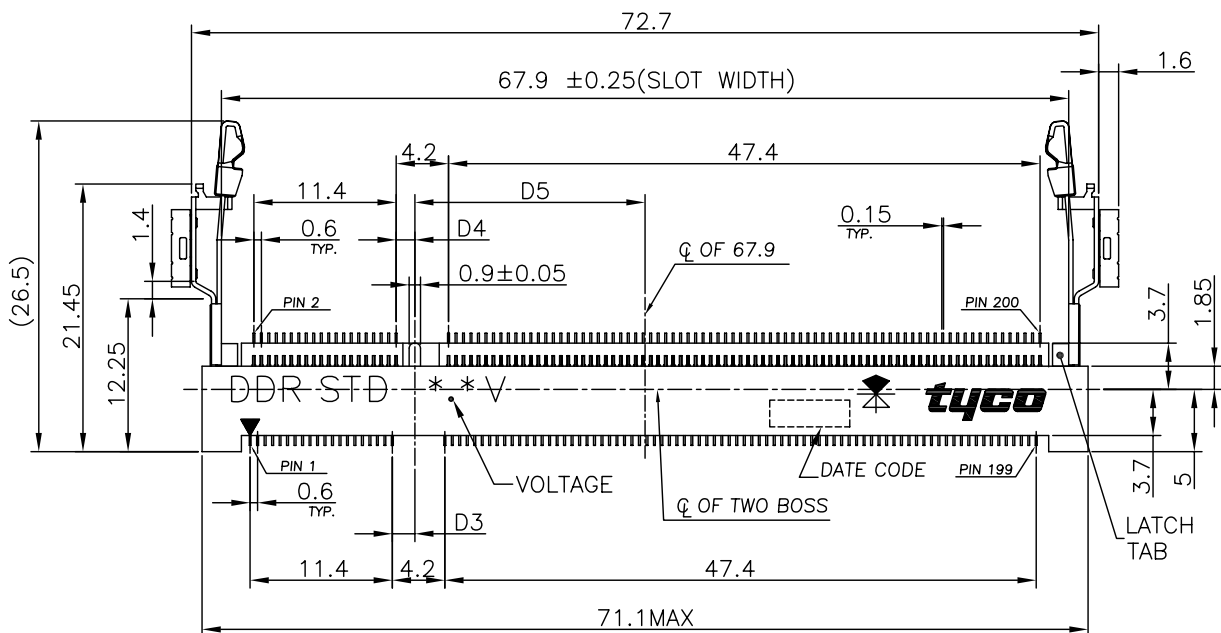 72.7
1.6
67.9 ±0.25(SLOT WIDTH)
4.2
47.4
11.4
D5
0.6
TYP.
D4
0.15
TYP.
1.4
0.9±0.05
℄ OF 67.9
(26.5)
21.45
12.25
PIN 2
PIN 200
3.7
1.85
DDR STD **V
tyco
PIN 1
VOLTAGE
DATE CODE
PIN 199
0.6
TYP.
D3
℄ OF TWO BOSS
3.7
5
LATCH
TAB
11.4
4.2
47.4
71.1MAX